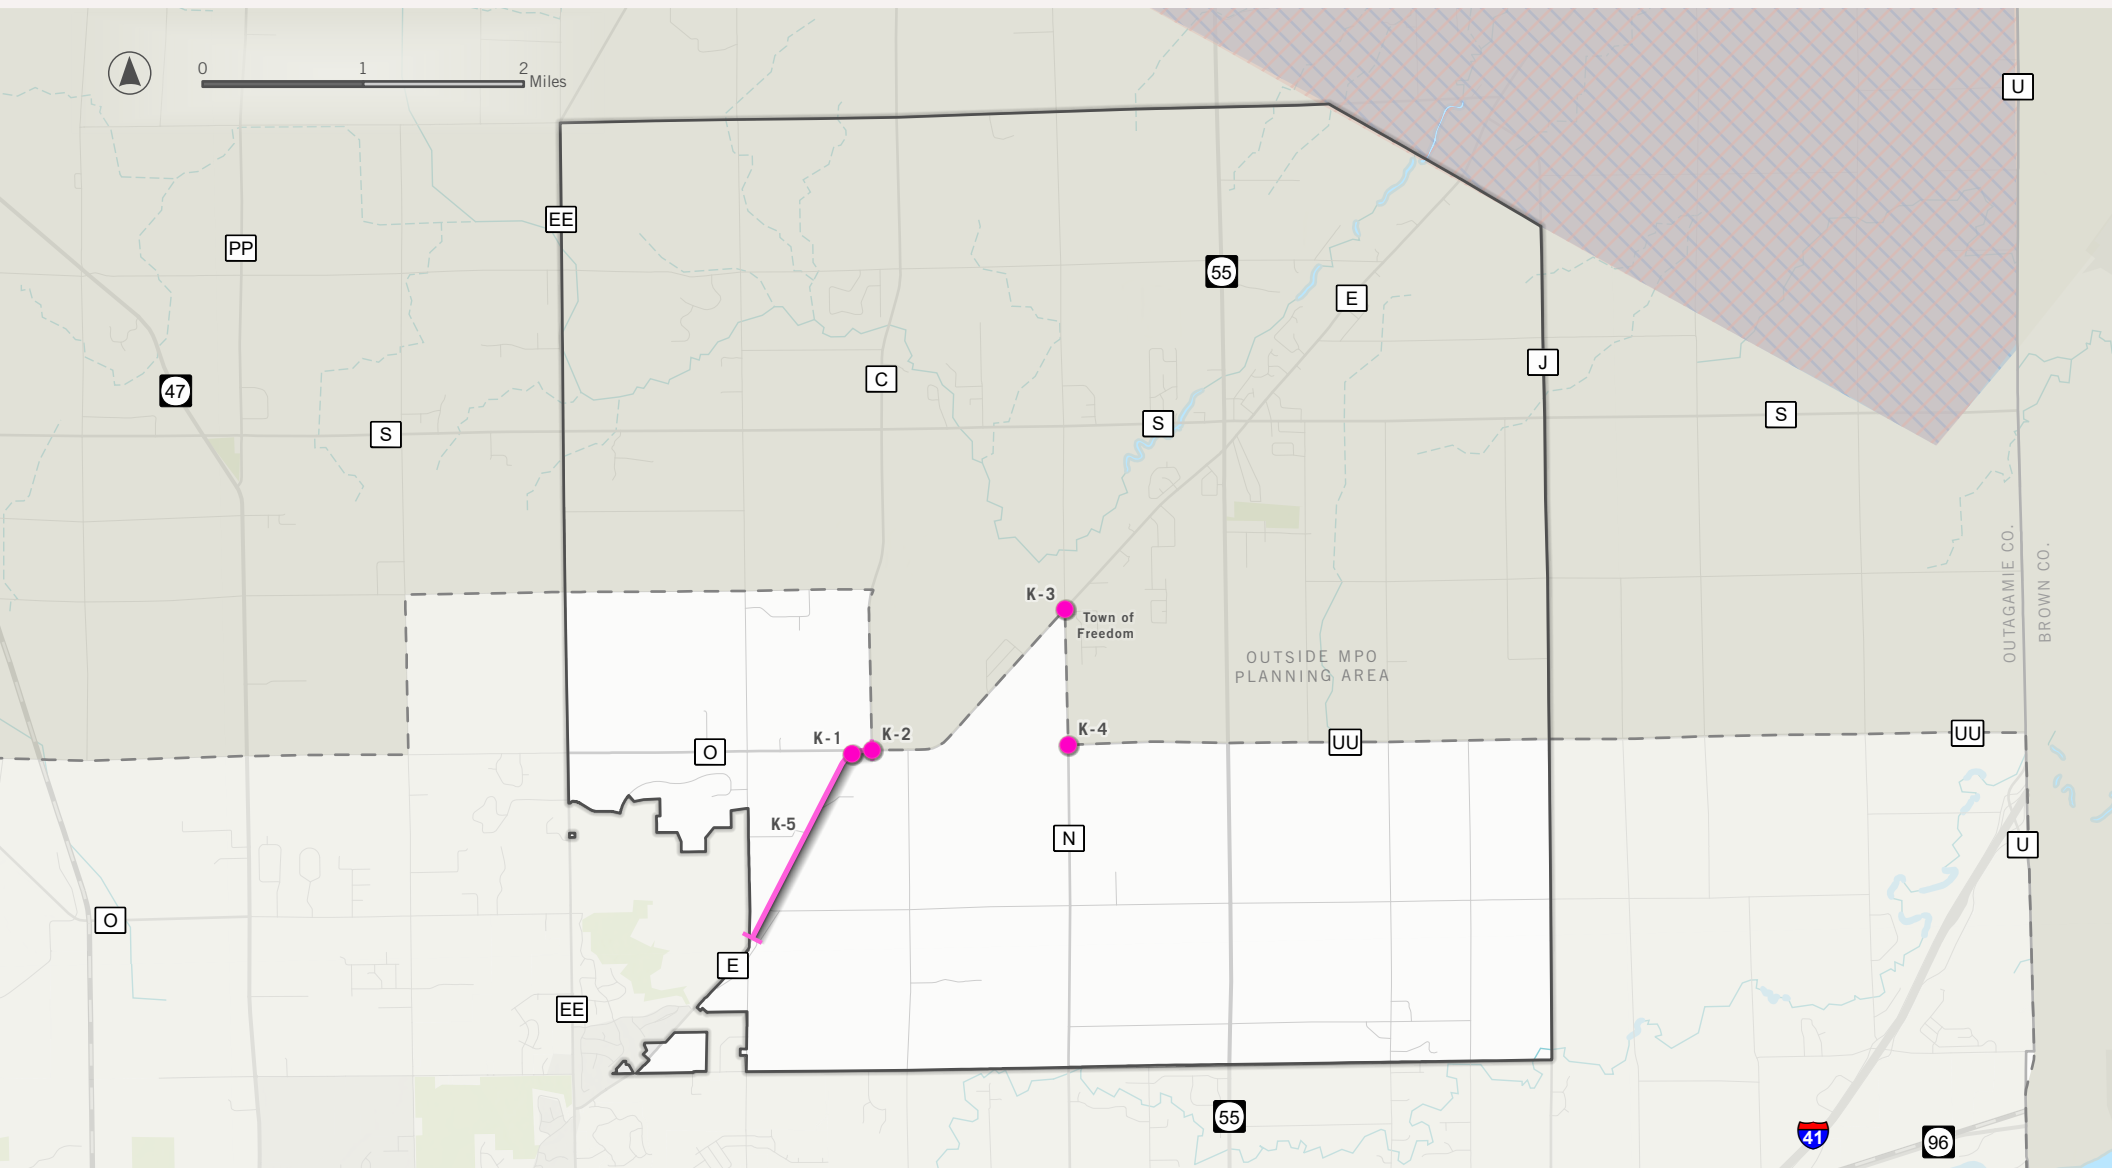 0 1 2
Miles
U
EE
PP
55
E
J
47
C
S
S
S
K-3
Town of
Freedom
OUTSIDE MPO
PLANNING AREA
OUTAGAMIE CO.
BROWN CO.
K-1
K-2
K-4
O
UU
UU
K-5
N
U
O
E
EE
55
41
96